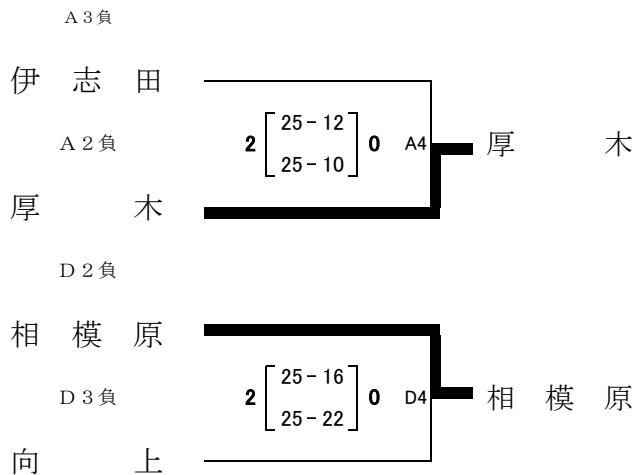 A3負
伊 志 田
25-12
A2負 2 0 A4 厚 木
25-10
厚 木
D2負
相 模 原
25-16
D3負 2 0 D4 相 模 原
25-22
向 上